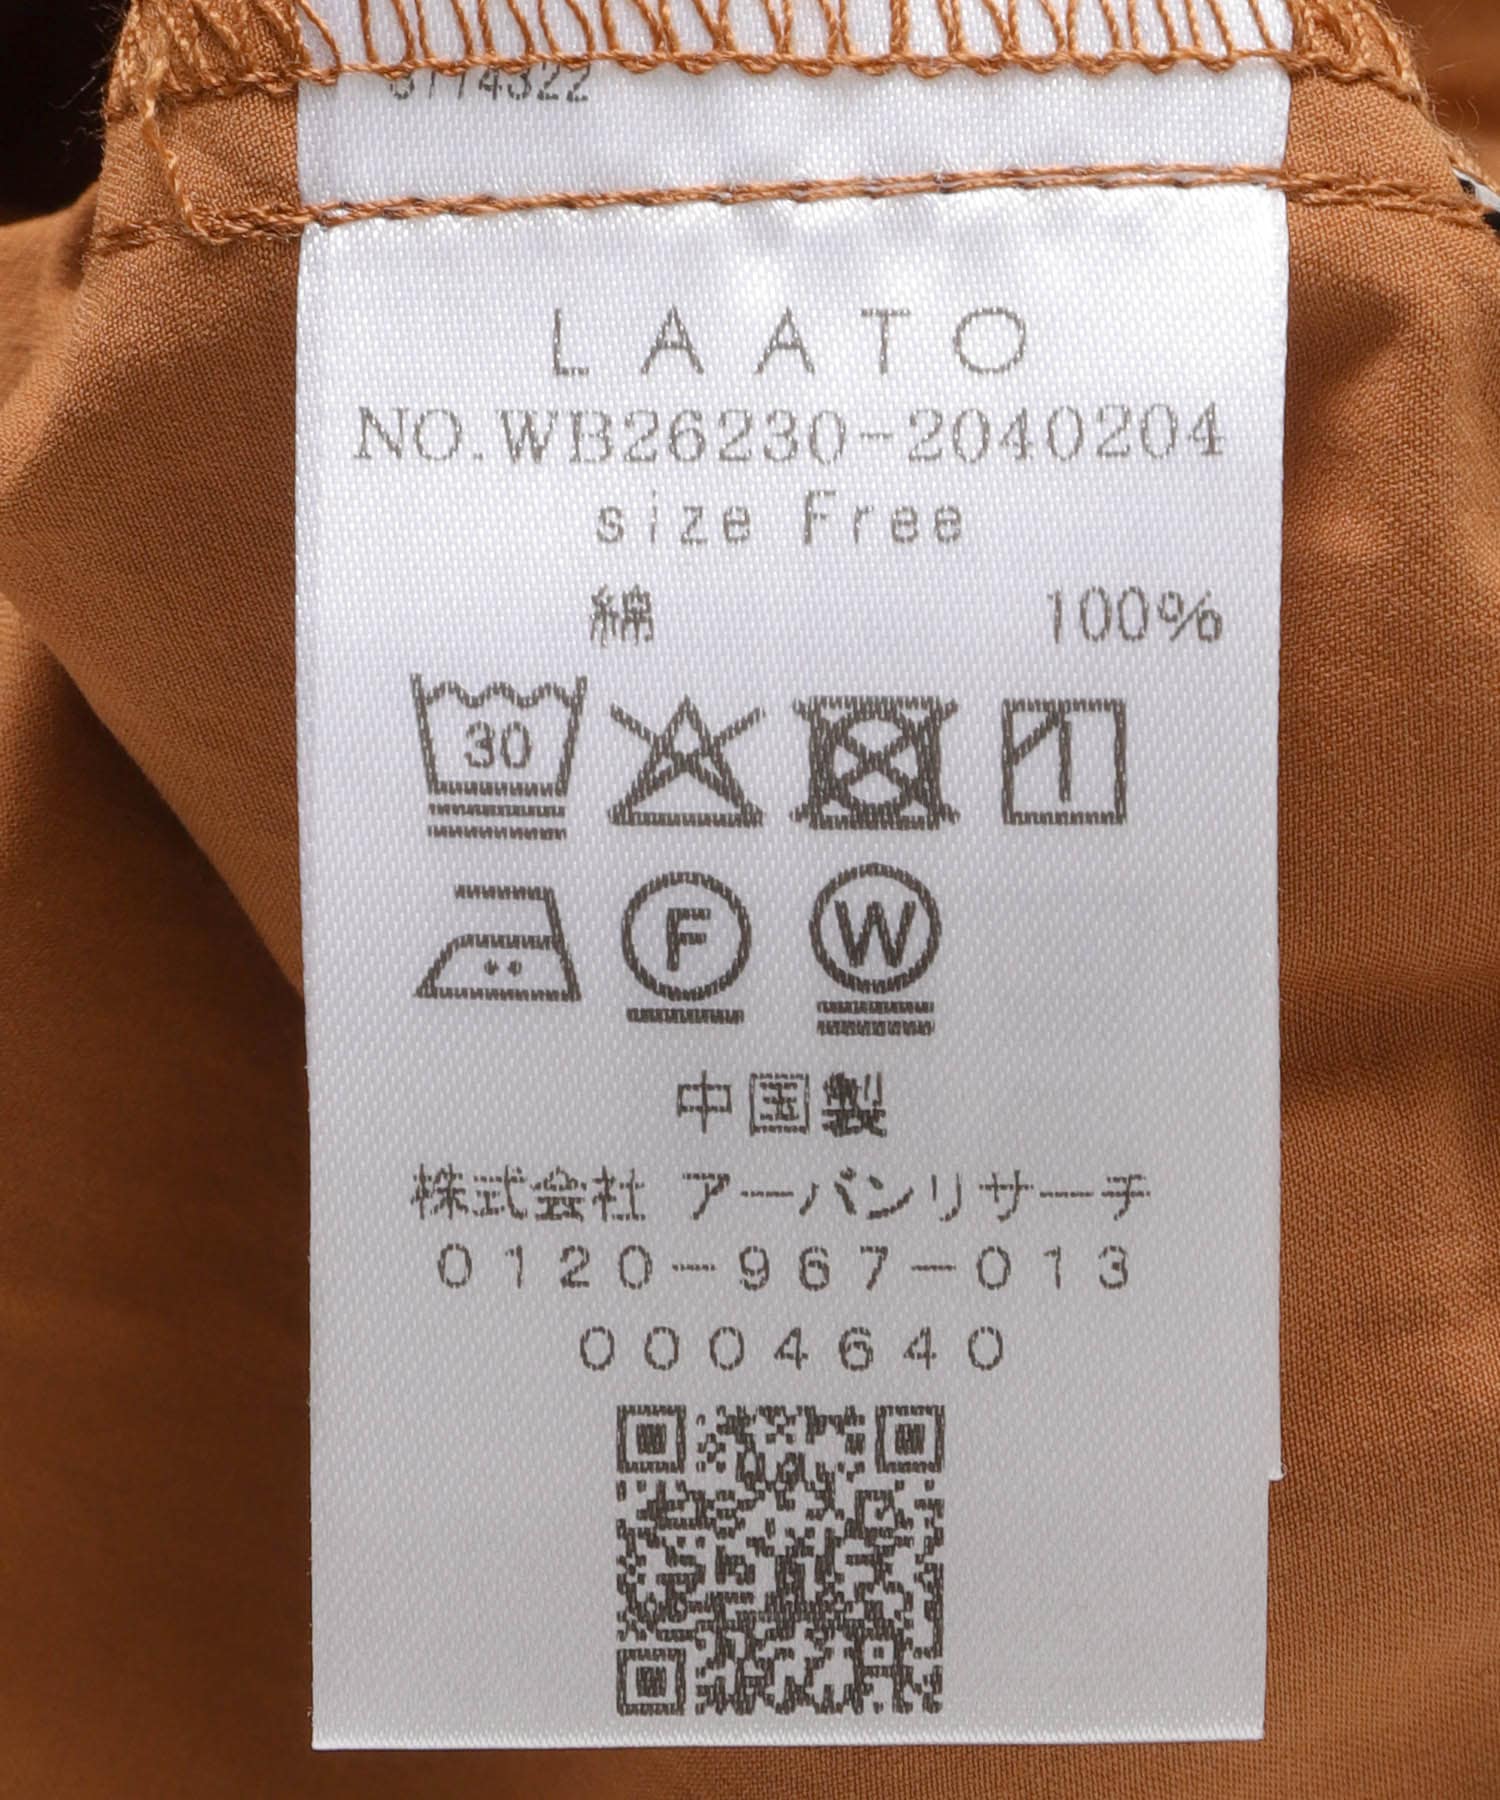 LAATO
NO.WB26230-2040204
size Free
綿 100%
30
F
W
中国製
株式会社 アーバンリサーチ
0120-967-013
0004640